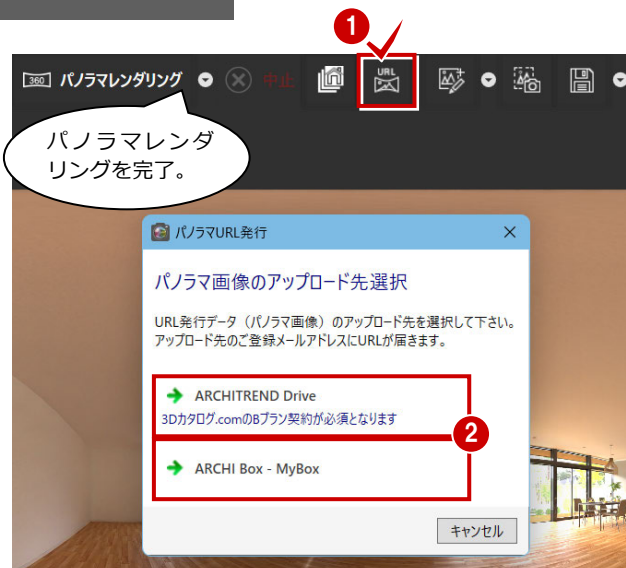 1
360 パノラマレンダリング 中止 URL
パノラマレンダ
リングを完了。
パノラマURL発行
パノラマ画像のアップロード先選択
URL発行データ（パノラマ画像）のアップロード先を選択して下さい。
アップロード先のご登録メールアドレスにURLが届きます。
ARCHITREND Drive
3Dカタログ.comのBプラン契約が必須となります
2
ARCHI Box - MyBox
キャンセル